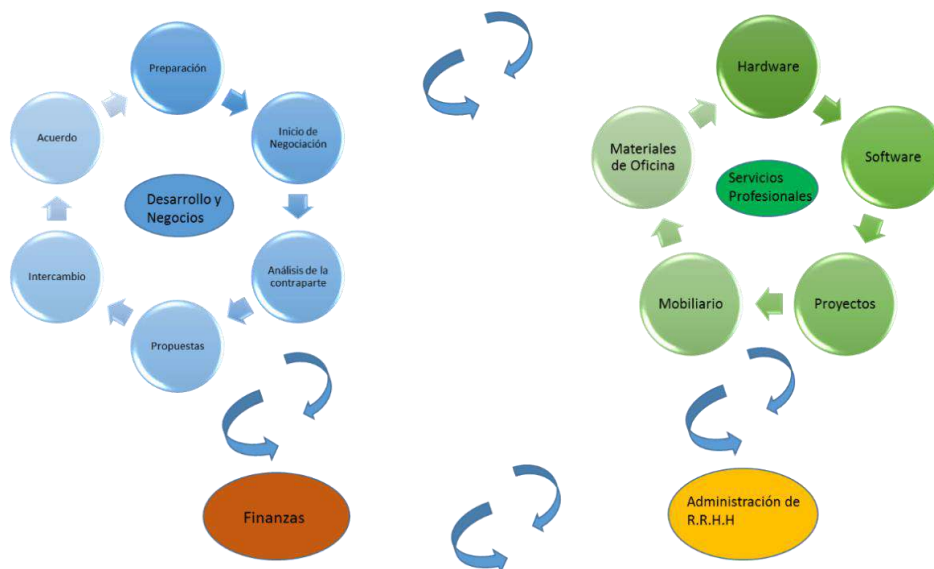 Preparación
Inicio de
Negociación
Análisis de la
contraparte
Propuestas
Intercambio
Acuerdo
Desarrollo y
Negocios
Hardware
Software
Proyectos
Mobiliario
Materiales
de Oficina
Servicios
Profesionales
Finanzas
Administración de
R.R.H.H